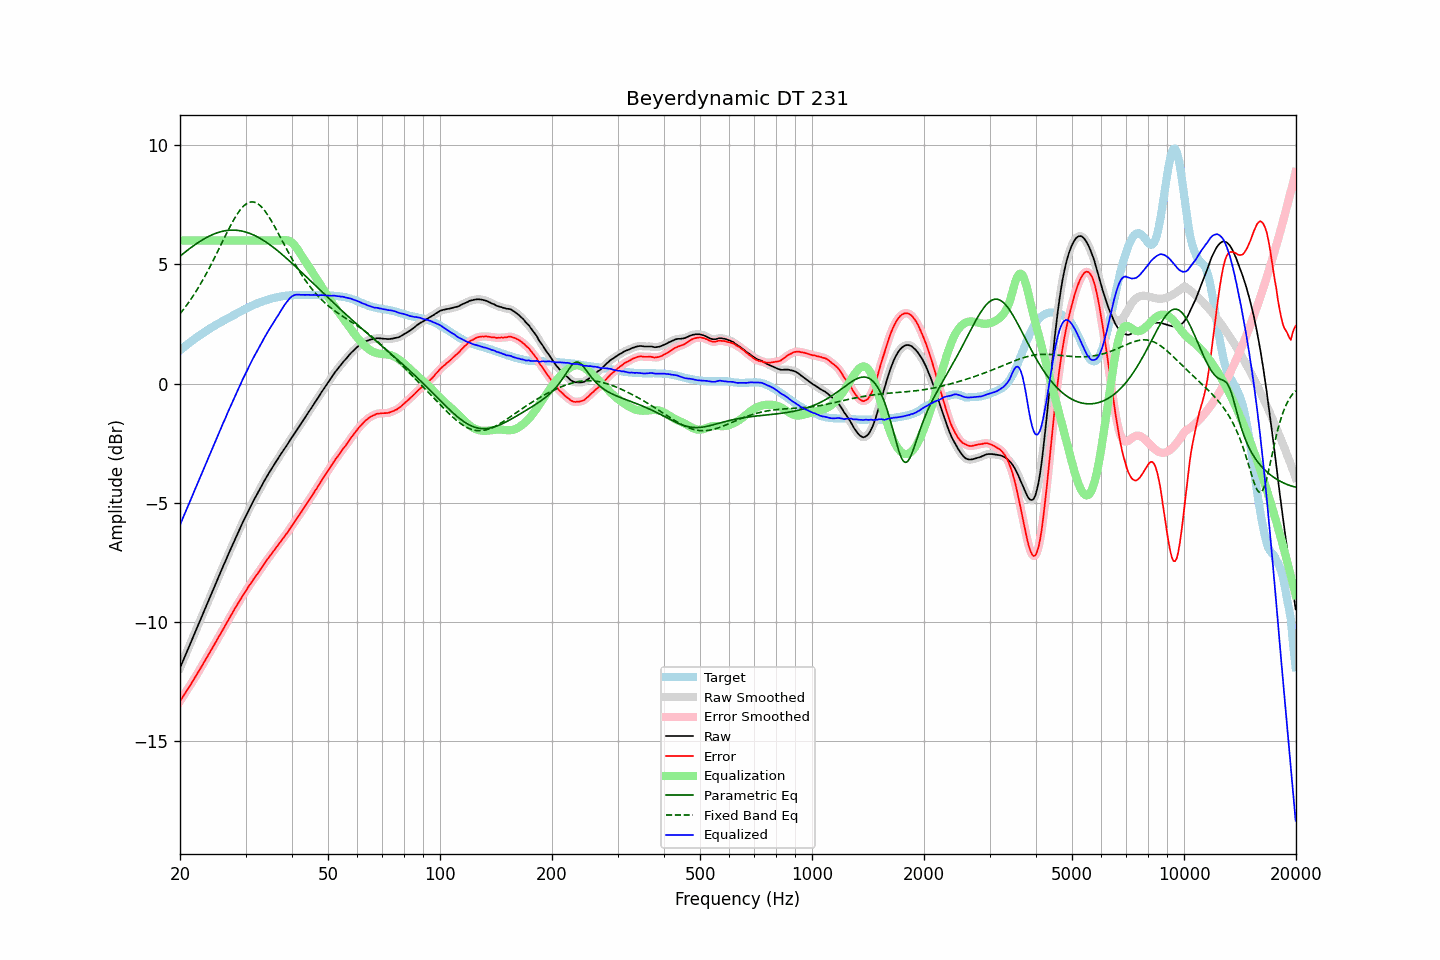 Beyerdynamic DT 231
Amplitude (dBr)
10
5
0
−5
−10
−15
Target
Raw Smoothed
Error Smoothed
Raw
Error
Equalization
Parametric Eq
Fixed Band Eq
Equalized
20 50 100 200 500 1000 2000 5000 10000 20000
Frequency (Hz)